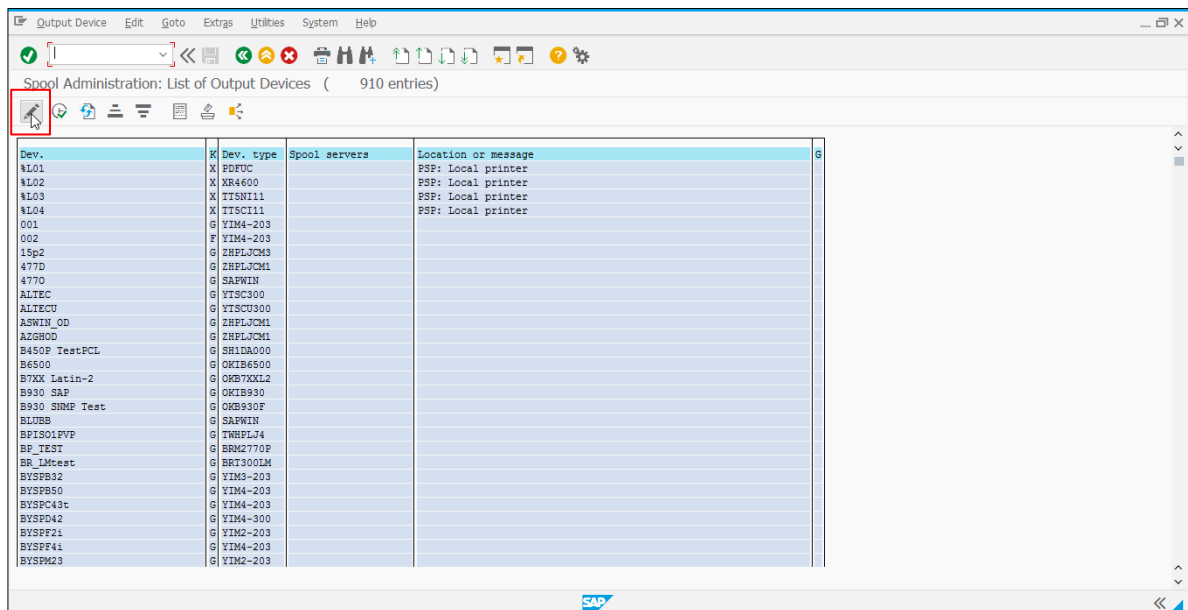 Output Device Edit Goto Extras Utilities System Help
Spool Administration: List of Output Devices ( 910 entries)
Dev. K Dev. type Spool servers Location or message G
%L01 X PDFUC PSP: Local printer
%L02 X XR4600 PSP: Local printer
%L03 X TT5NI11 PSP: Local printer
%L04 X TT5CI11 PSP: Local printer
001 G YIM4-203
002 F YIM4-203
15p2 G ZHPLJCM3
477D G ZHPLJCM1
477O G SAPWIN
ALTEC G YTSC300
ALTECU G YTSCU300
ASWIN_OD G ZHPLJCM1
AZGHOD G ZHPLJCM1
B450P TestPCL G SH1DA000
B6500 G OKIB6500
B7XX Latin-2 G OKB7XXL2
B930 SAP G OKIB930
B930 SNMP Test G OKB930F
BLUBB G SAPWIN
BPISO1PVP G TWHPLJ4
BP_TEST G BRM2770P
BR_LMtest G BRT300LM
BYSPB32 G YIM3-203
BYSPB50 G YIM4-203
BYSPC43t G YIM4-203
BYSPD42 G YIM4-300
BYSPF2i G YIM2-203
BYSPF4i G YIM4-203
BYSPM23 G YIM2-203
SAP